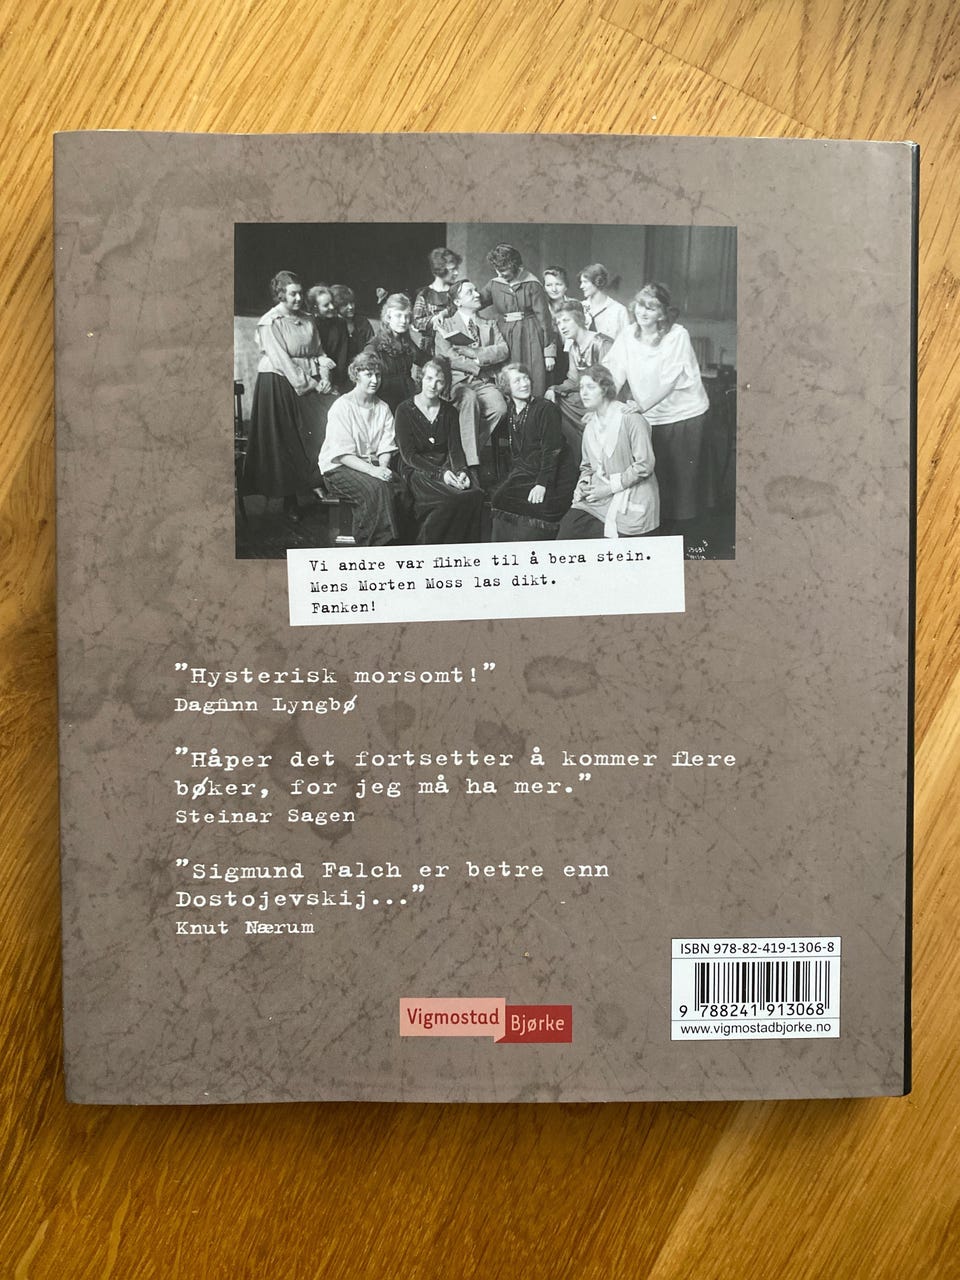 Vi andre var flinke til å bera stein.
Mens Morten Moss las dikt.
Fanken!
"Hysterisk morsomt!"
Dagfinn Lyngbø
"Håper det fortsetter å kommer flere
bøker, for jeg må ha mer."
Steinar Sagen
"Sigmund Falch er betre enn
Dostojevskij..."
Knut Nærum
ISBN 978-82-419-1306-8
9 788241 913068
www.vigmostadbjorke.no
Vigmostad Bjørke